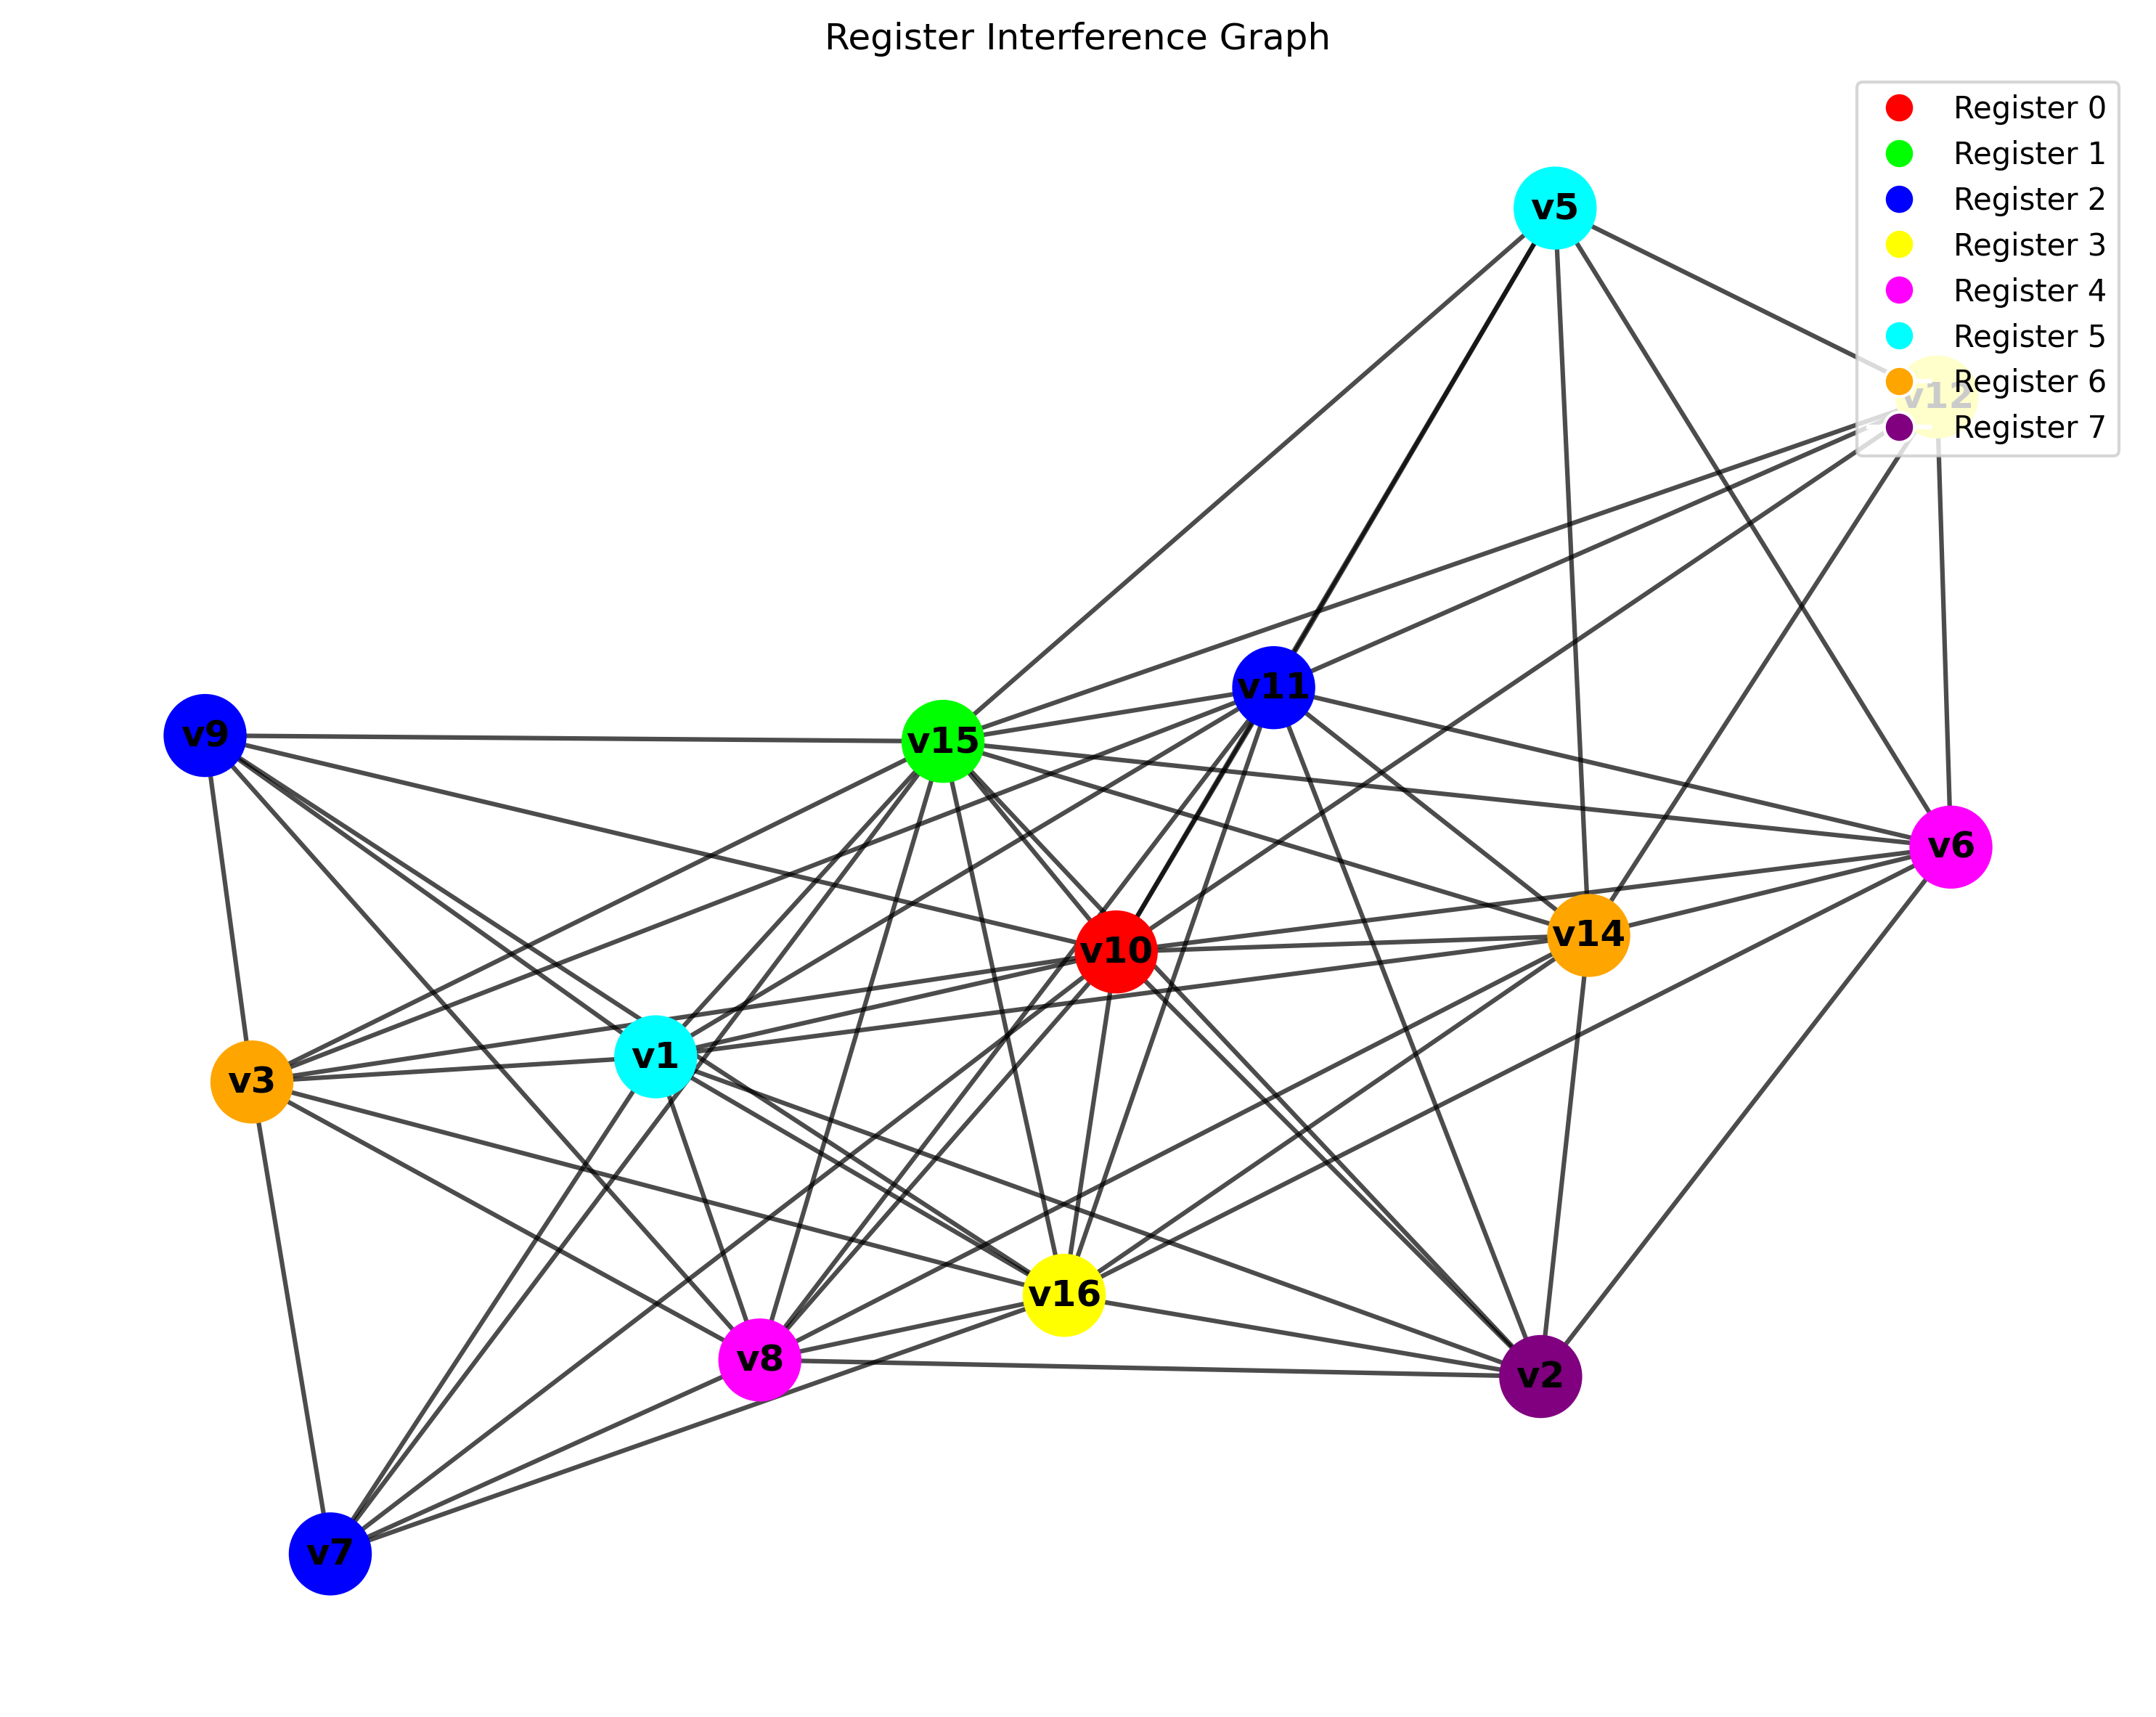 Register Interference Graph
Register 0
Register 1
Register 2
Register 3
Register 4
Register 5
Register 6
Register 7
v5
v12
v11
v9
v15
v6
v14
v10
v1
v3
v16
v8
v2
v7